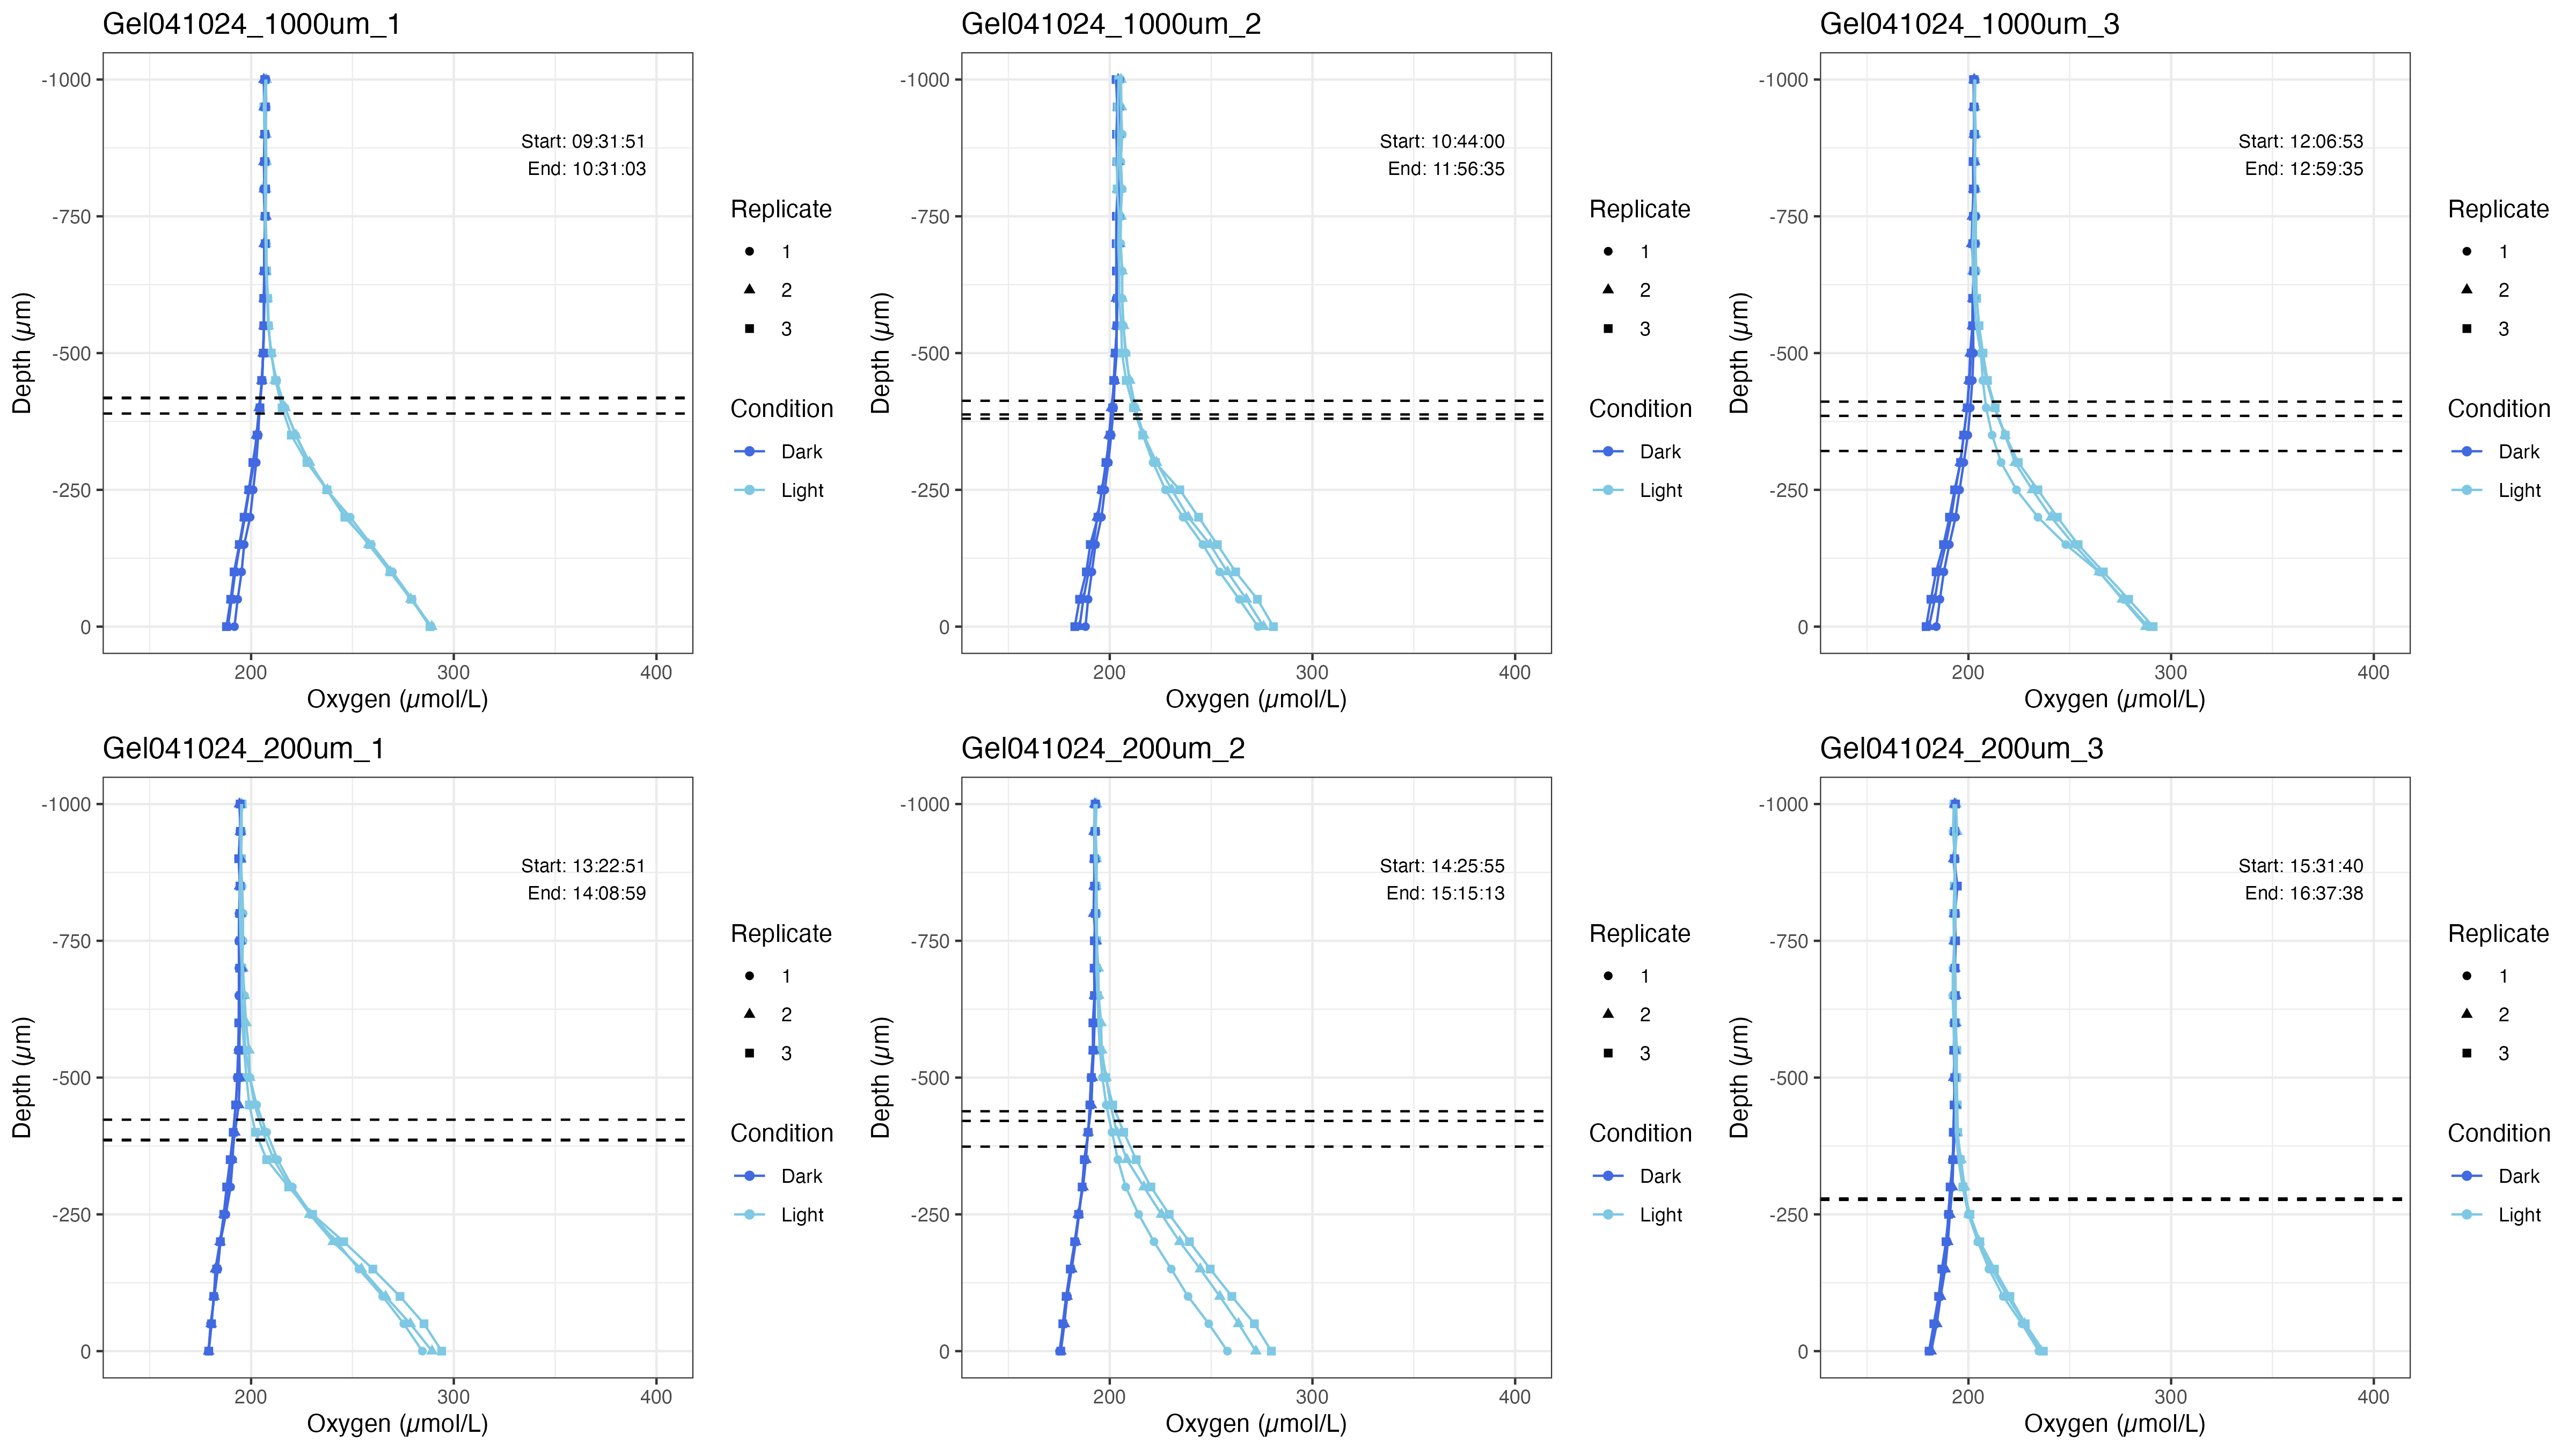 Gel041024_1000um_1
Depth (µm)
-1000
-750
-500
-250
0
200
300
400
Oxygen (µmol/L)
Start: 09:31:51
End: 10:31:03
Replicate
1
2
3
Condition
Dark
Light
Gel041024_1000um_2
Depth (µm)
-1000
-750
-500
-250
0
200
300
400
Oxygen (µmol/L)
Start: 10:44:00
End: 11:56:35
Replicate
1
2
3
Condition
Dark
Light
Gel041024_1000um_3
Depth (µm)
-1000
-750
-500
-250
0
200
300
400
Oxygen (µmol/L)
Start: 12:06:53
End: 12:59:35
Replicate
1
2
3
Condition
Dark
Light
Gel041024_200um_1
Depth (µm)
-1000
-750
-500
-250
0
200
300
400
Oxygen (µmol/L)
Start: 13:22:51
End: 14:08:59
Replicate
1
2
3
Condition
Dark
Light
Gel041024_200um_2
Depth (µm)
-1000
-750
-500
-250
0
200
300
400
Oxygen (µmol/L)
Start: 14:25:55
End: 15:15:13
Replicate
1
2
3
Condition
Dark
Light
Gel041024_200um_3
Depth (µm)
-1000
-750
-500
-250
0
200
300
400
Oxygen (µmol/L)
Start: 15:31:40
End: 16:37:38
Replicate
1
2
3
Condition
Dark
Light